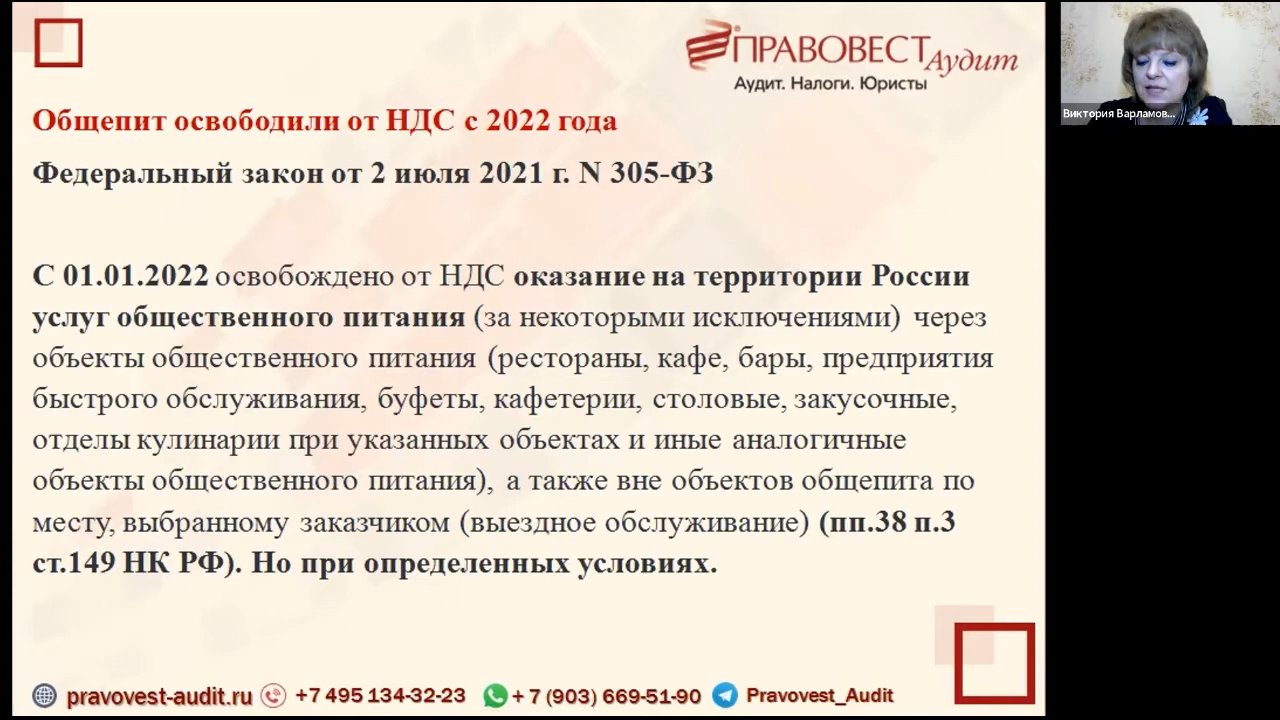 ПРАВОВЕСТ Аудит
Аудит. Налоги. Юристы
Виктория Варламов...
Общепит освободили от НДС с 2022 года
Федеральный закон от 2 июля 2021 г. N 305-ФЗ
С 01.01.2022 освобождено от НДС оказание на территории России
услуг общественного питания (за некоторыми исключениями) через
объекты общественного питания (рестораны, кафе, бары, предприятия
быстрого обслуживания, буфеты, кафетерии, столовые, закусочные,
отделы кулинарии при указанных объектах и иные аналогичные
объекты общественного питания), а также вне объектов общепита по
месту, выбранному заказчиком (выездное обслуживание) (пп.38 п.3
ст.149 НК РФ). Но при определенных условиях.
pravovest-audit.ru +7 495 134-32-23 + 7 (903) 669-51-90 Pravovest_Audit